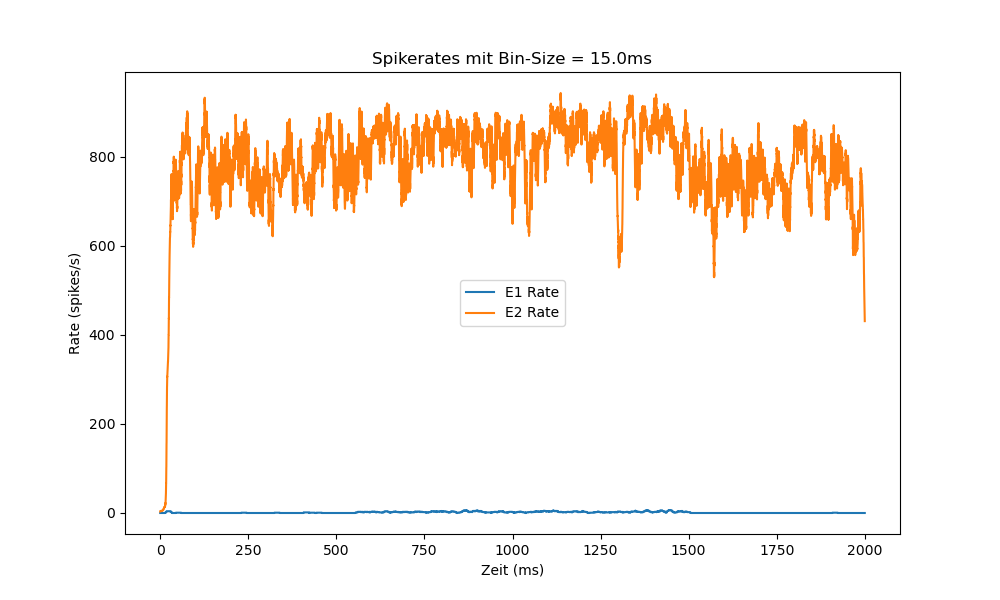 Spikerates mit Bin-Size = 15.0ms
Rate (spikes/s)
800
600
400
200
0
E1 Rate
E2 Rate
0 250 500 750 1000 1250 1500 1750 2000
Zeit (ms)